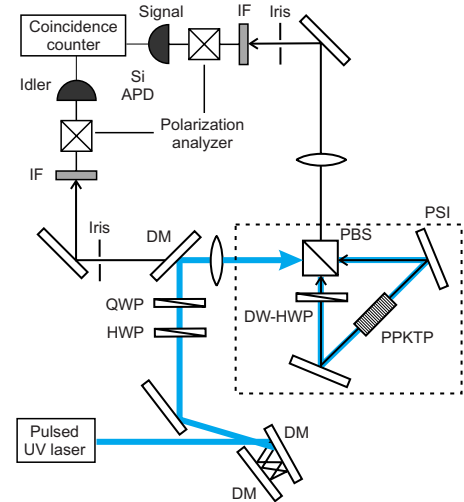 Signal
IF
Iris
Coincidence
counter
Idler
Si
APD
Polarization
analyzer
IF
Iris
DM
PBS
PSI
QWP
HWP
DW-HWP
PPKTP
Pulsed
UV laser
DM
DM